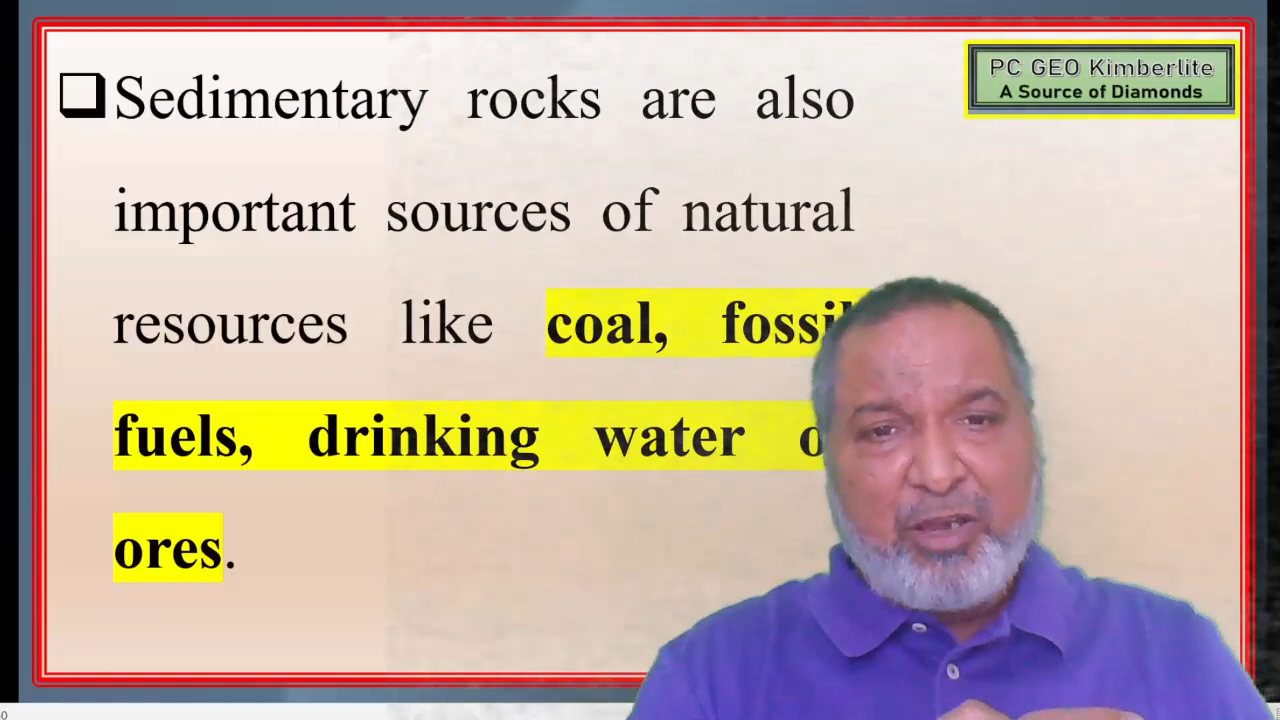 Sedimentary rocks are also
important sources of natural
resources like coal, fossil
fuels, drinking water
ores.
PC GEO Kimberlite
A Source of Diamonds